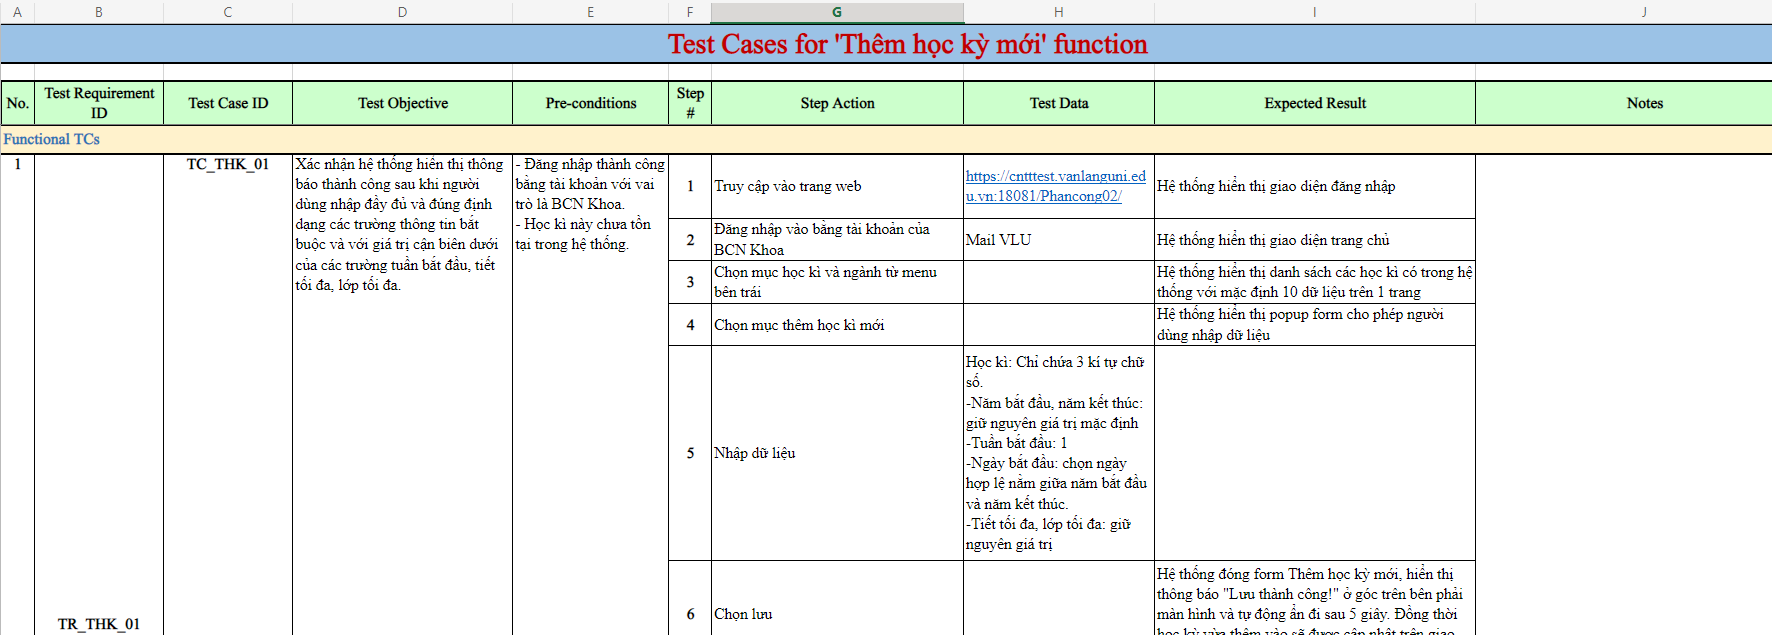 A B C D E F G H I J
Test Cases for 'Thêm học kỳ mới' function
No.
Test Requirement
ID
Test Case ID
Test Objective
Pre-conditions
Step
#
Step Action
Test Data
Expected Result
Notes
Functional TCs
1
TR_THK_01
TC_THK_01
Xác nhận hệ thống hiển thị thông
báo thành công sau khi người
dùng nhập đầy đủ và đúng định
dạng các trường thông tin bắt
buộc và với giá trị cận biên dưới
của các trường tuần bắt đầu, tiết
tối đa, lớp tối đa.
- Đăng nhập thành công
bằng tài khoản với vai
trò là BCN Khoa.
- Học kì này chưa tồn
tại trong hệ thống.
1
Truy cập vào trang web
https://cntttest.vanlanguni.ed
u.vn:18081/Phancong02/
Hệ thống hiển thị giao diện đăng nhập
2
Đăng nhập vào bằng tài khoản của
BCN Khoa
Mail VLU
Hệ thống hiển thị giao diện trang chủ
3
Chọn mục học kì và ngành từ menu
bên trái
Hệ thống hiển thị danh sách các học kì có trong hệ
thống với mặc định 10 dữ liệu trên 1 trang
4
Chọn mục thêm học kì mới
Hệ thống hiển thị popup form cho phép người
dùng nhập dữ liệu
5
Nhập dữ liệu
Học kì: Chỉ chứa 3 kí tự chữ
số.
-Năm bắt đầu, năm kết thúc:
giữ nguyên giá trị mặc định
-Tuần bắt đầu: 1
-Ngày bắt đầu: chọn ngày
hợp lệ nằm giữa năm bắt đầu
và năm kết thúc.
-Tiết tối đa, lớp tối đa: giữ
nguyên giá trị
6
Chọn lưu
Hệ thống đóng form Thêm học kỳ mới, hiển thị
thông báo "Lưu thành công!" ở góc trên bên phải
màn hình và tự động ẩn đi sau 5 giây. Đồng thời
học kỳ vừa thêm vào sẽ được cập nhật trên giao